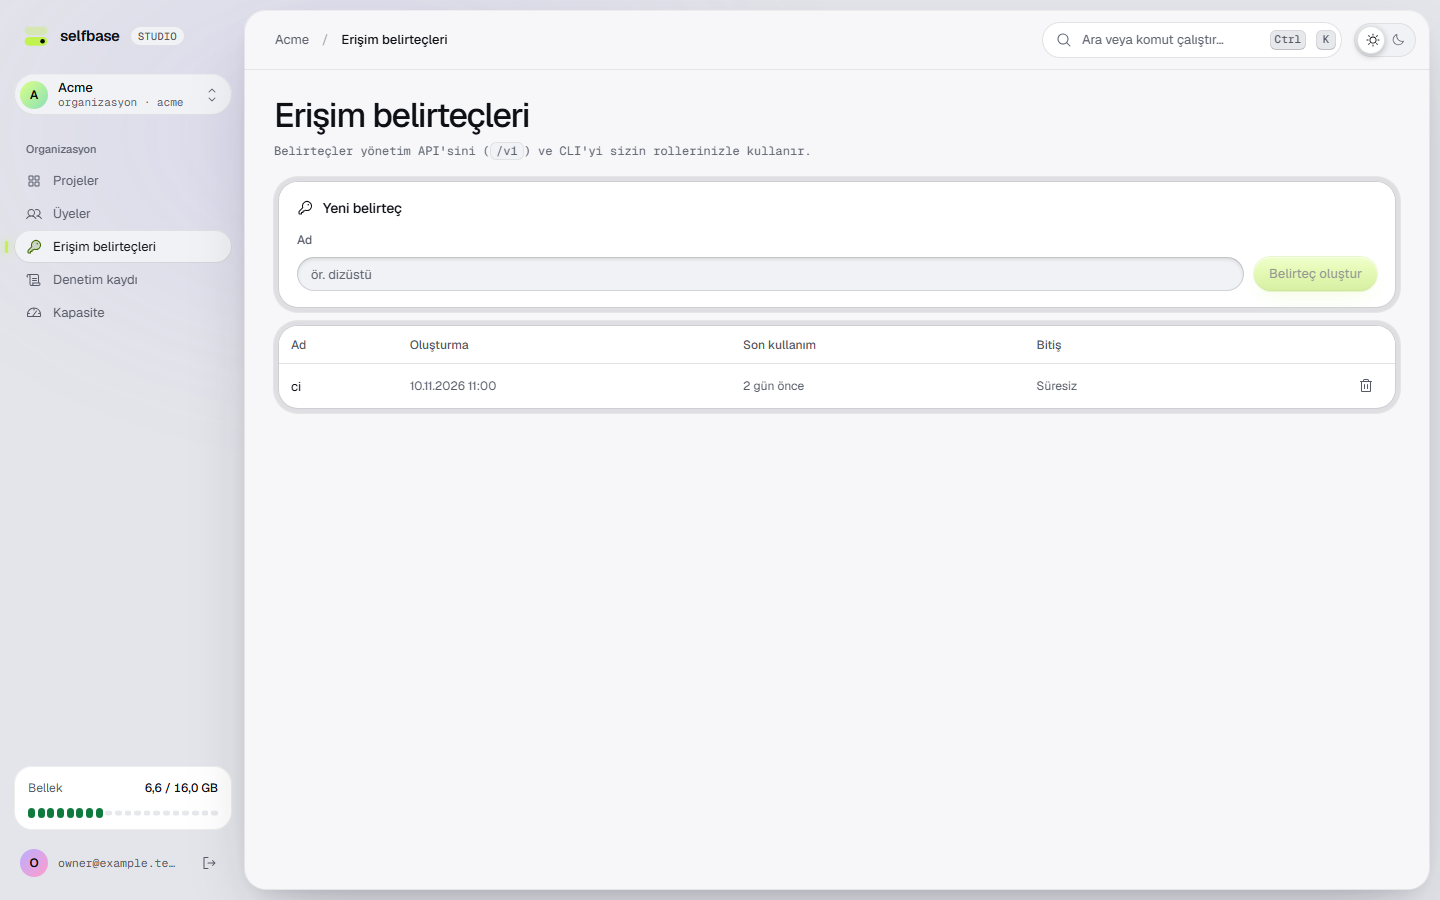 selfbase STUDIO
A
Acme
organizasyon · acme
Organizasyon
Projeler
Üyeler
Erişim belirteçleri
Denetim kaydı
Kapasite
Bellek 6,6 / 16,0 GB
O owner@example.te…
Acme / Erişim belirteçleri
Ara veya komut çalıştır… Ctrl K
Erişim belirteçleri
Belirteçler yönetim API'sini (/v1) ve CLI'yi sizin rollerinizle kullanır.
Yeni belirteç
Ad
ör. dizüstü Belirteç oluştur
Ad Oluşturma Son kullanım Bitiş
ci 10.11.2026 11:00 2 gün önce Süresiz